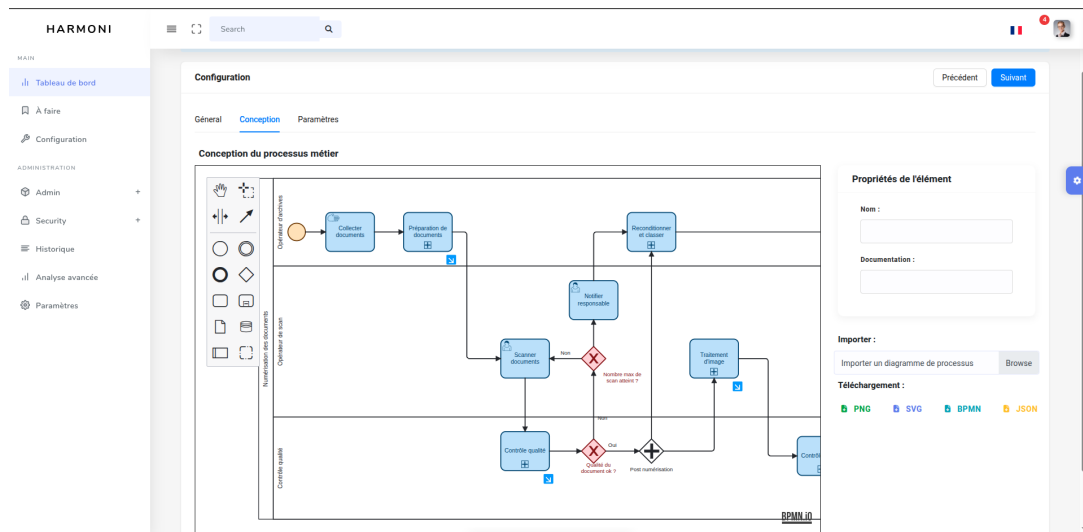 HARMONI
Search
4
MAIN
Tableau de bord
À faire
Configuration
ADMINISTRATION
Admin +
Security +
Historique
Analyse avancée
Paramètres
Configuration
Précédent
Suivant
Géneral
Conception
Paramètres
Conception du processus métier
Numérisation des documents
Opérateur d'archives
Collecter
documents
Préparation de
documents
Reconditionner
et classer
Opérateur de scan
Notifier
responsable
Scanner
documents
Non
Nombre max de
scan atteint ?
Traitement
d'image
Non
Contrôle qualité
Contrôle qualité
Oui
Qualité du
document ok ?
Post numérisation
Contrôl
BPMN.iO
Propriétés de l'élément
Nom :
Documentation :
Importer :
Importer un diagramme de processus
Browse
Téléchargement :
PNG
SVG
BPMN
JSON